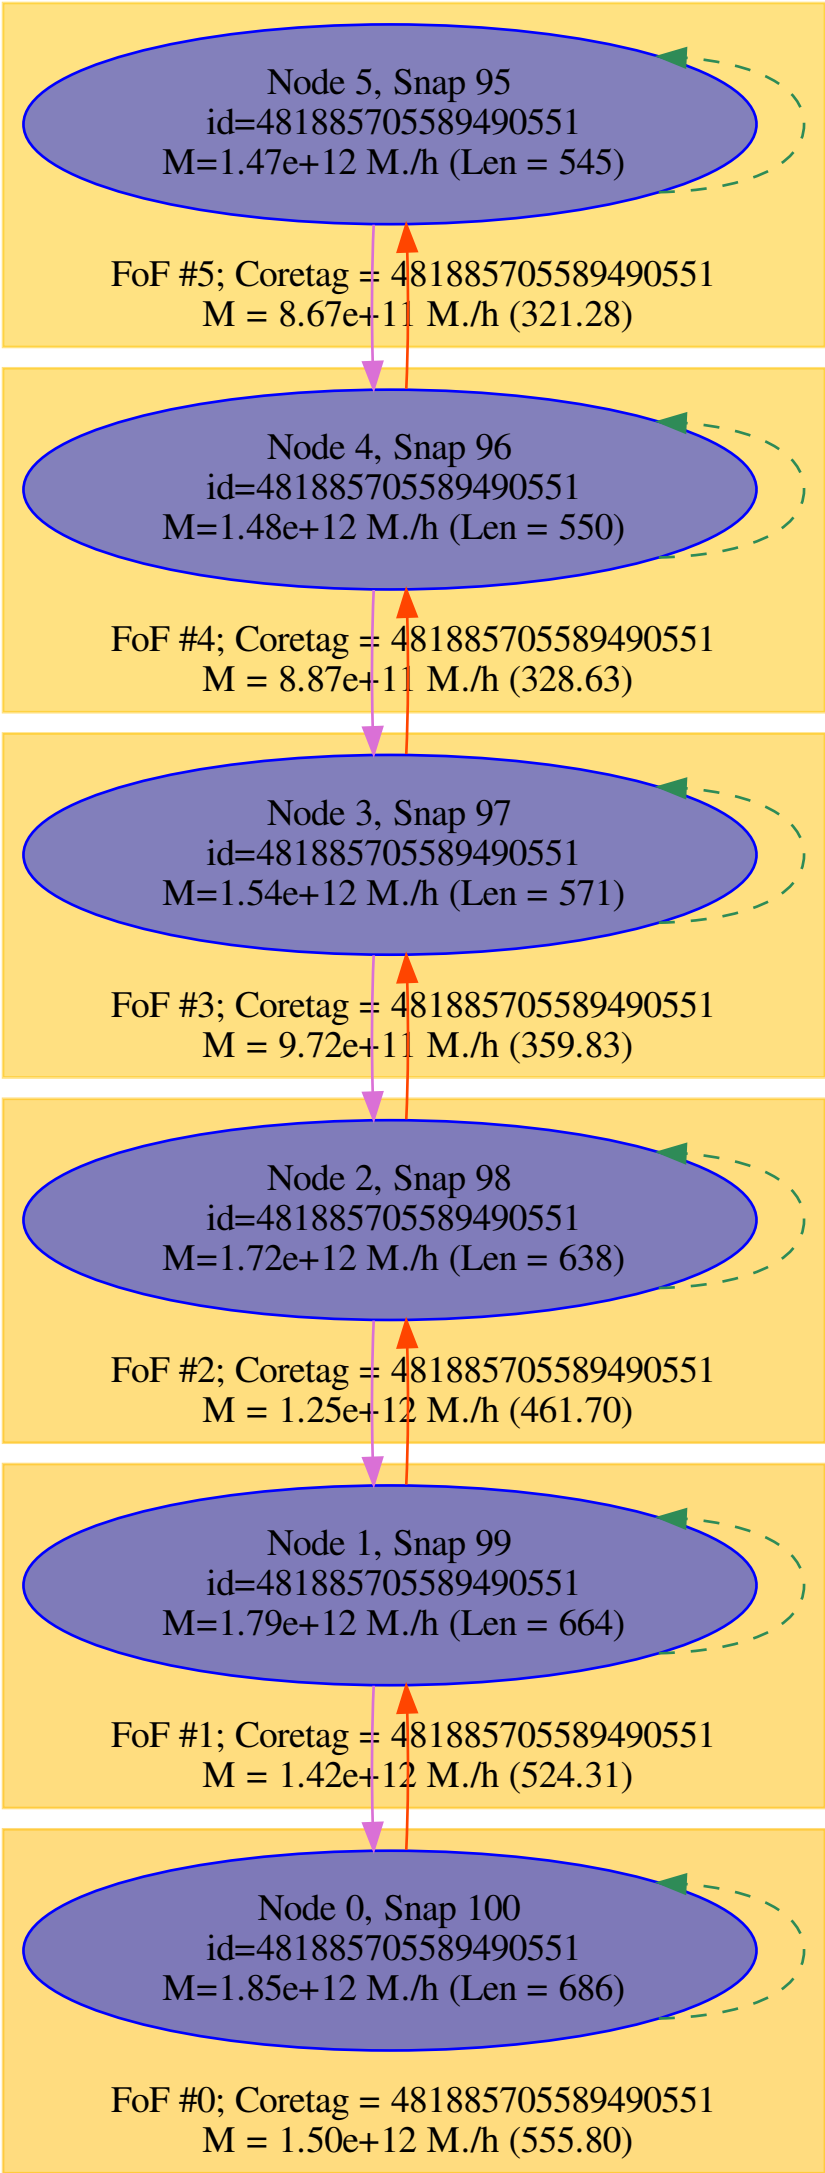 Node 5, Snap 95
id=481885705589490551
M=1.47e+12 M./h (Len = 545)
FoF #5; Coretag = 481885705589490551
M = 8.67e+11 M./h (321.28)
Node 4, Snap 96
id=481885705589490551
M=1.48e+12 M./h (Len = 550)
FoF #4; Coretag = 481885705589490551
M = 8.87e+11 M./h (328.63)
Node 3, Snap 97
id=481885705589490551
M=1.54e+12 M./h (Len = 571)
FoF #3; Coretag = 481885705589490551
M = 9.72e+11 M./h (359.83)
Node 2, Snap 98
id=481885705589490551
M=1.72e+12 M./h (Len = 638)
FoF #2; Coretag = 481885705589490551
M = 1.25e+12 M./h (461.70)
Node 1, Snap 99
id=481885705589490551
M=1.79e+12 M./h (Len = 664)
FoF #1; Coretag = 481885705589490551
M = 1.42e+12 M./h (524.31)
Node 0, Snap 100
id=481885705589490551
M=1.85e+12 M./h (Len = 686)
FoF #0; Coretag = 481885705589490551
M = 1.50e+12 M./h (555.80)